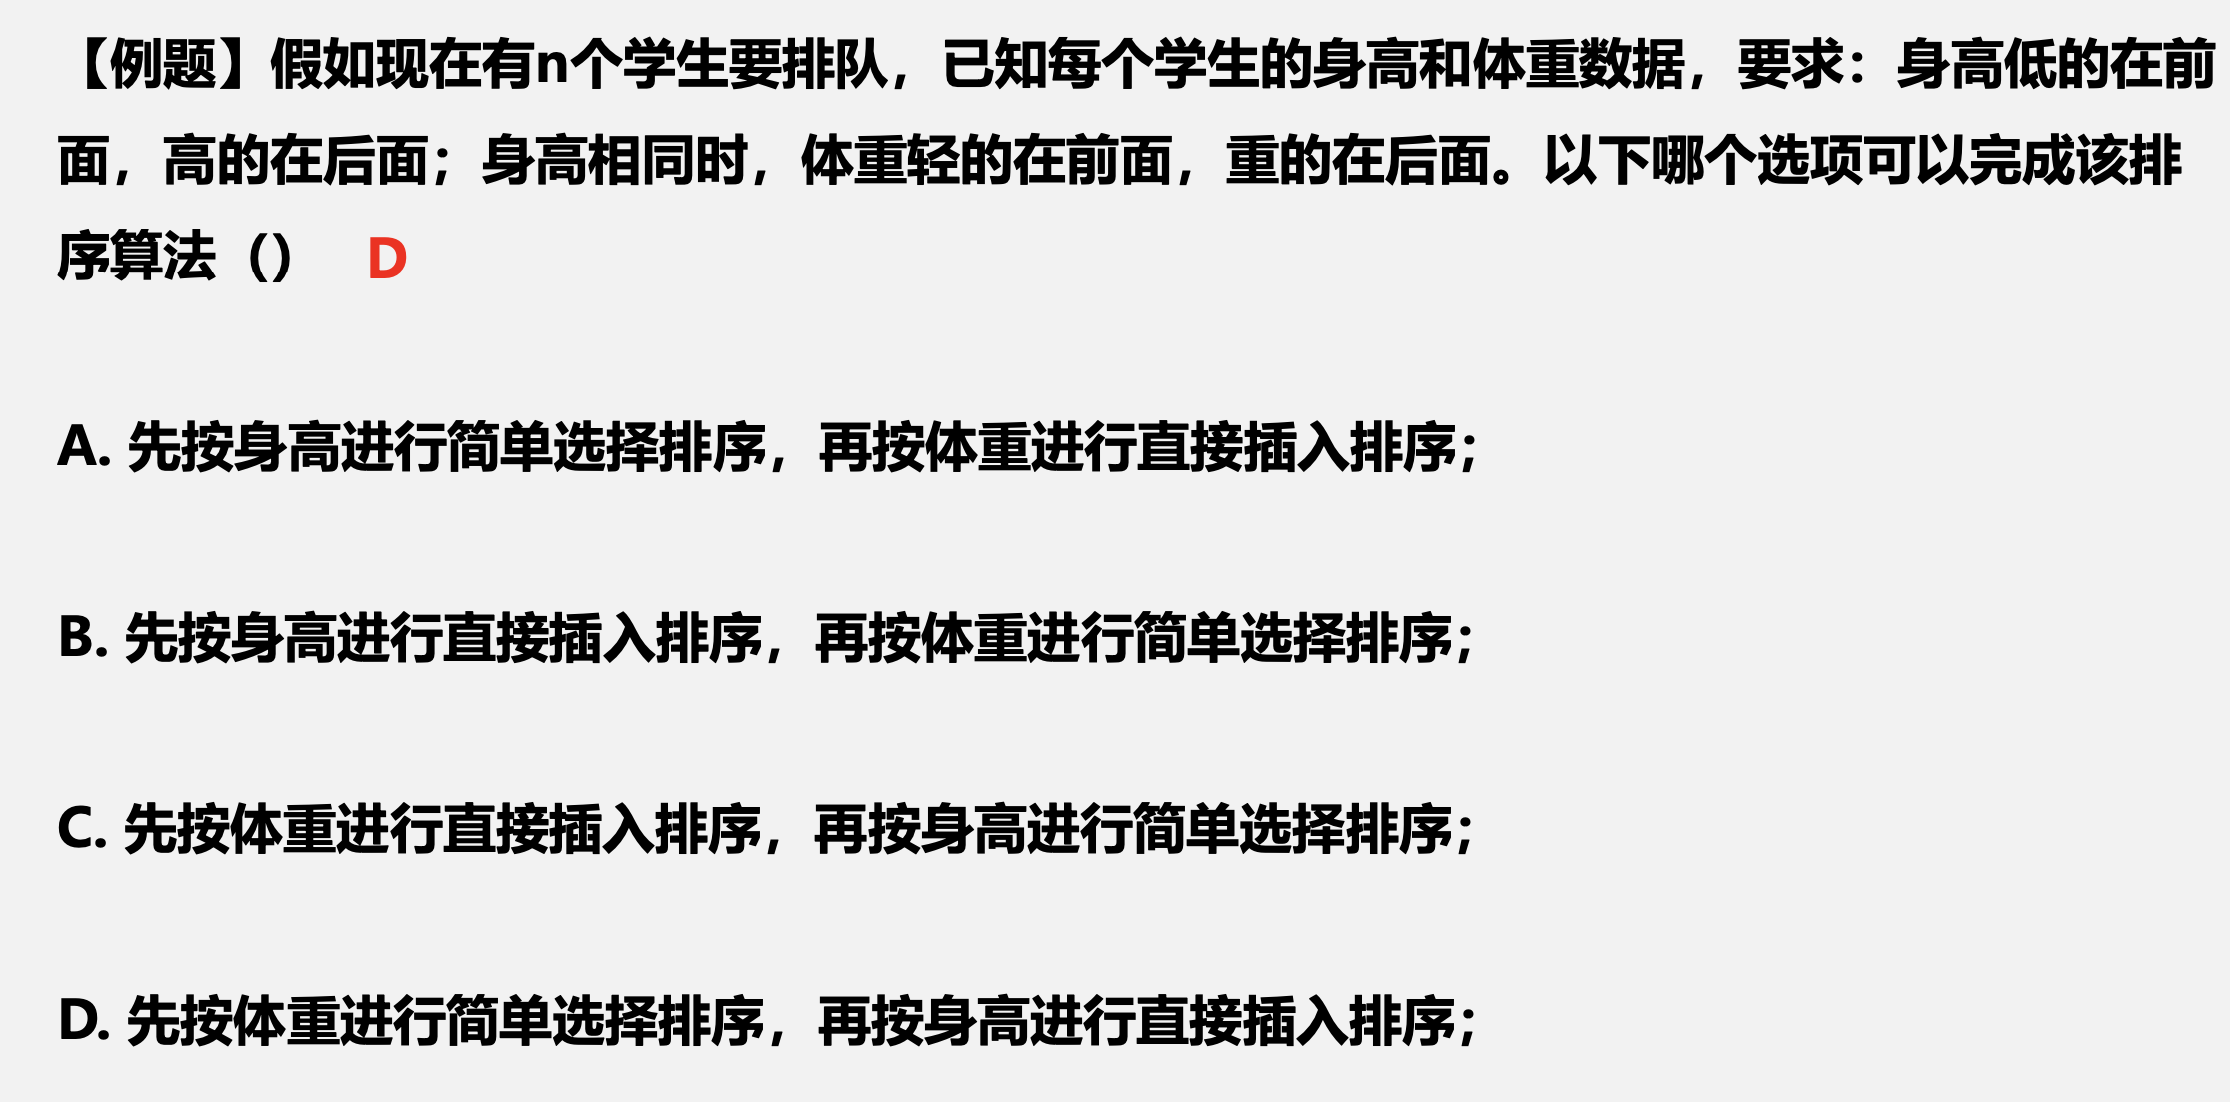 【例题】假如现在有n个学生要排队，已知每个学生的身高和体重数据，要求：身高低的在前
面，高的在后面；身高相同时，体重轻的在前面，重的在后面。以下哪个选项可以完成该排
序算法（） D
A. 先按身高进行简单选择排序，再按体重进行直接插入排序；
B. 先按身高进行直接插入排序，再按体重进行简单选择排序；
C. 先按体重进行直接插入排序，再按身高进行简单选择排序；
D. 先按体重进行简单选择排序，再按身高进行直接插入排序；